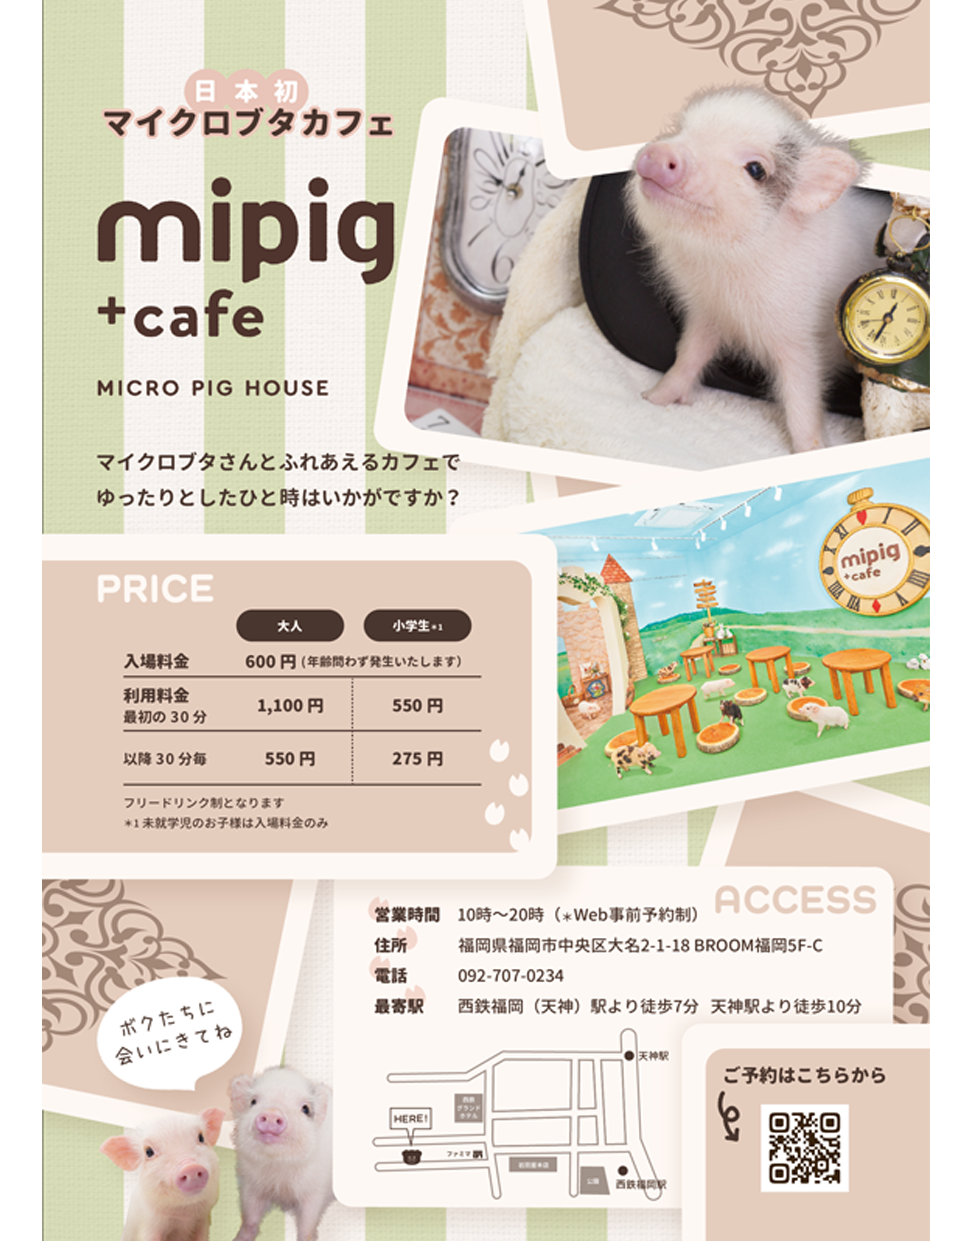 日本初
マイクロブタカフェ
mipig
+cafe
MICRO PIG HOUSE
マイクロブタさんとふれあえるカフェで
ゆったりとしたひと時はいかがですか？
mipig
+cafe
PRICE
大人 小学生*1
入場料金 600円 (年齢問わず発生いたします)
利用料金
最初の30分 1,100円 550円
以降30分毎 550円 275円
フリードリンク制となります
*1 未就学児のお子様は入場料金のみ
ACCESS
営業時間 10時～20時（*Web事前予約制）
住所 福岡県福岡市中央区大名2-1-18 BROOM福岡5F-C
電話 092-707-0234
最寄駅 西鉄福岡（天神）駅より徒歩7分 天神駅より徒歩10分
ボクたちに
会いにきてね
天神駅
西鉄
グランド
ホテル
HERE!
ファミマ
公園
西鉄福岡駅
ご予約はこちらから